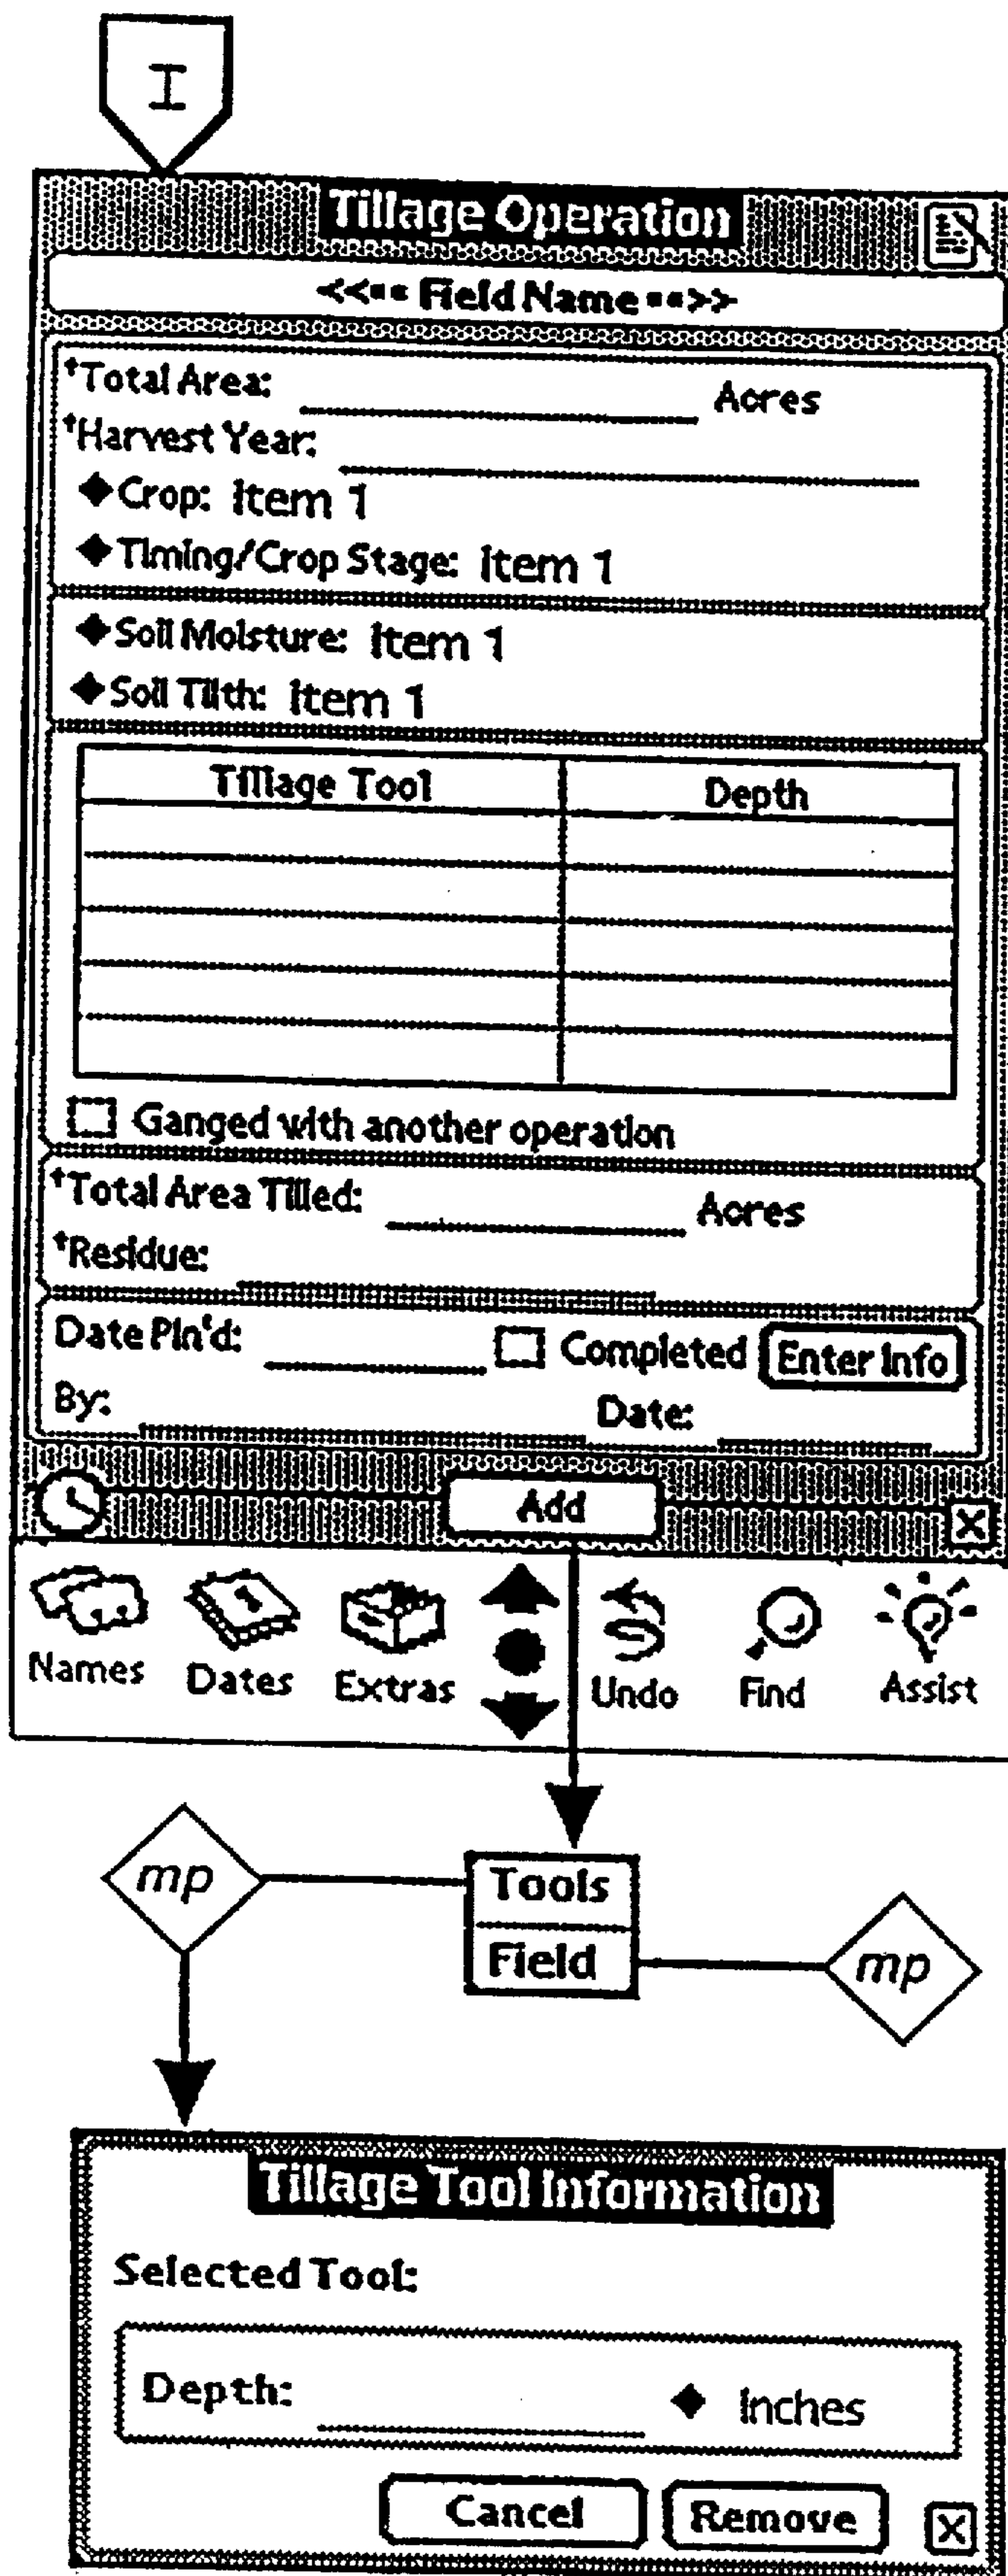 I
Tillage Operation
<<•• Field Name ••>>
†Total Area: Acres
†Harvest Year:
◆Crop: Item 1
◆Timing/Crop Stage: Item 1
◆Soil Moisture: Item 1
◆Soil Tilth: Item 1
Tillage Tool Depth
Ganged with another operation
†Total Area Tilled: Acres
†Residue:
Date Pln'd: Completed Enter Info
By: Date:
Add
Names Dates Extras Undo Find Assist
mp Tools
Field mp
Tillage Tool Information
Selected Tool:
Depth: ◆ Inches
Cancel Remove